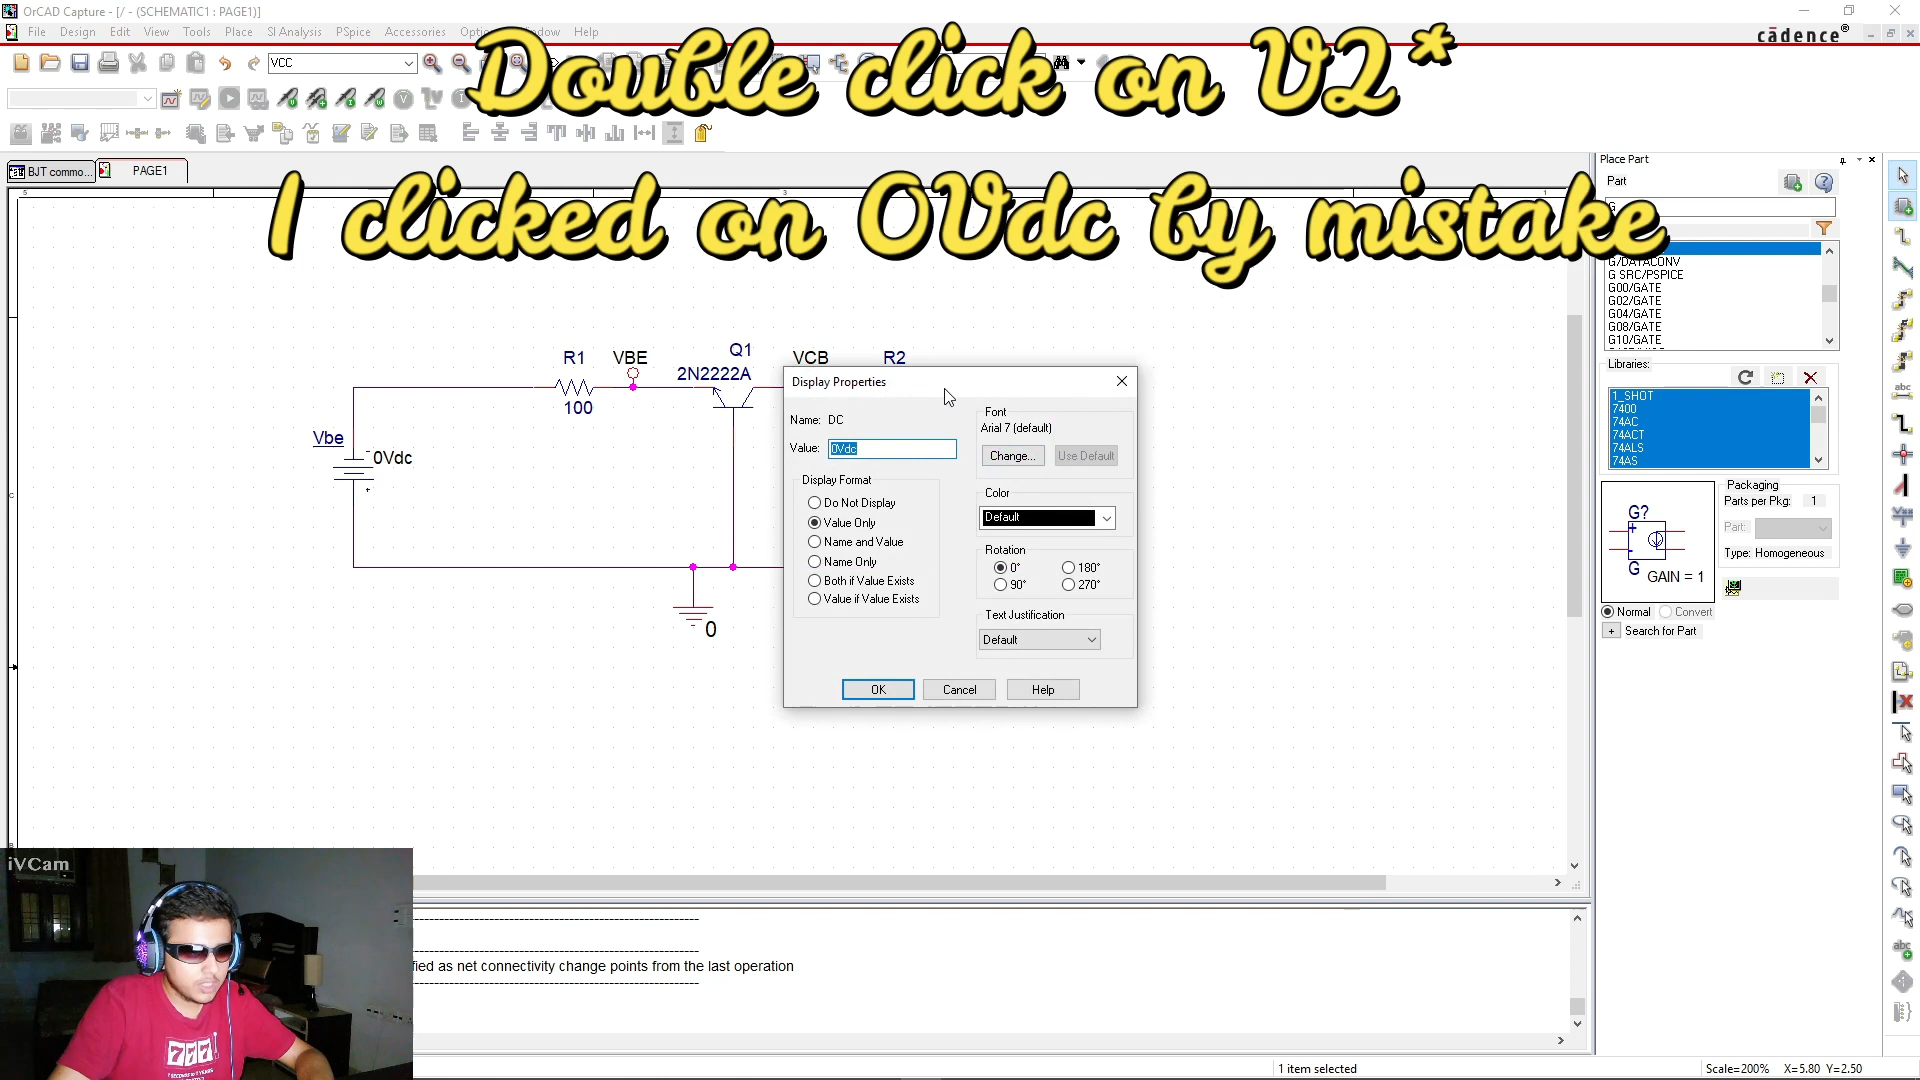 OrCAD Capture - [/ - (SCHEMATIC1 : PAGE1)]
File Design Edit View Tools Place SI Analysis PSpice Accessories Help
cādence®
VCC
Double click on V2*
I clicked on 0Vdc by mistake
BJT commo...
PAGE1
5
3
1
R1
VBE
Q1
VCB
R2
2N2222A
100
Vbe
0Vdc
0
C
Display Properties
Name: DC
Value: 0Vdc
Display Format
Do Not Display
Value Only
Name and Value
Name Only
Both if Value Exists
Value if Value Exists
Font
Arial 7 (default)
Change...
Use Default
Color
Default
Rotation
0° 180°
90° 270°
Text Justification
Default
OK Cancel Help
Place Part
Part
G
G/DATACONV
G SRC/PSPICE
G00/GATE
G02/GATE
G04/GATE
G08/GATE
G10/GATE
Libraries:
1_SHOT
7400
74AC
74ACT
74ALS
74AS
Packaging
Parts per Pkg: 1
Part:
Type: Homogeneous
G?
G
GAIN = 1
Normal Convert
Search for Part
iVCam
777
fied as net connectivity change points from the last operation
1 item selected
Scale=200% X=5.80 Y=2.50